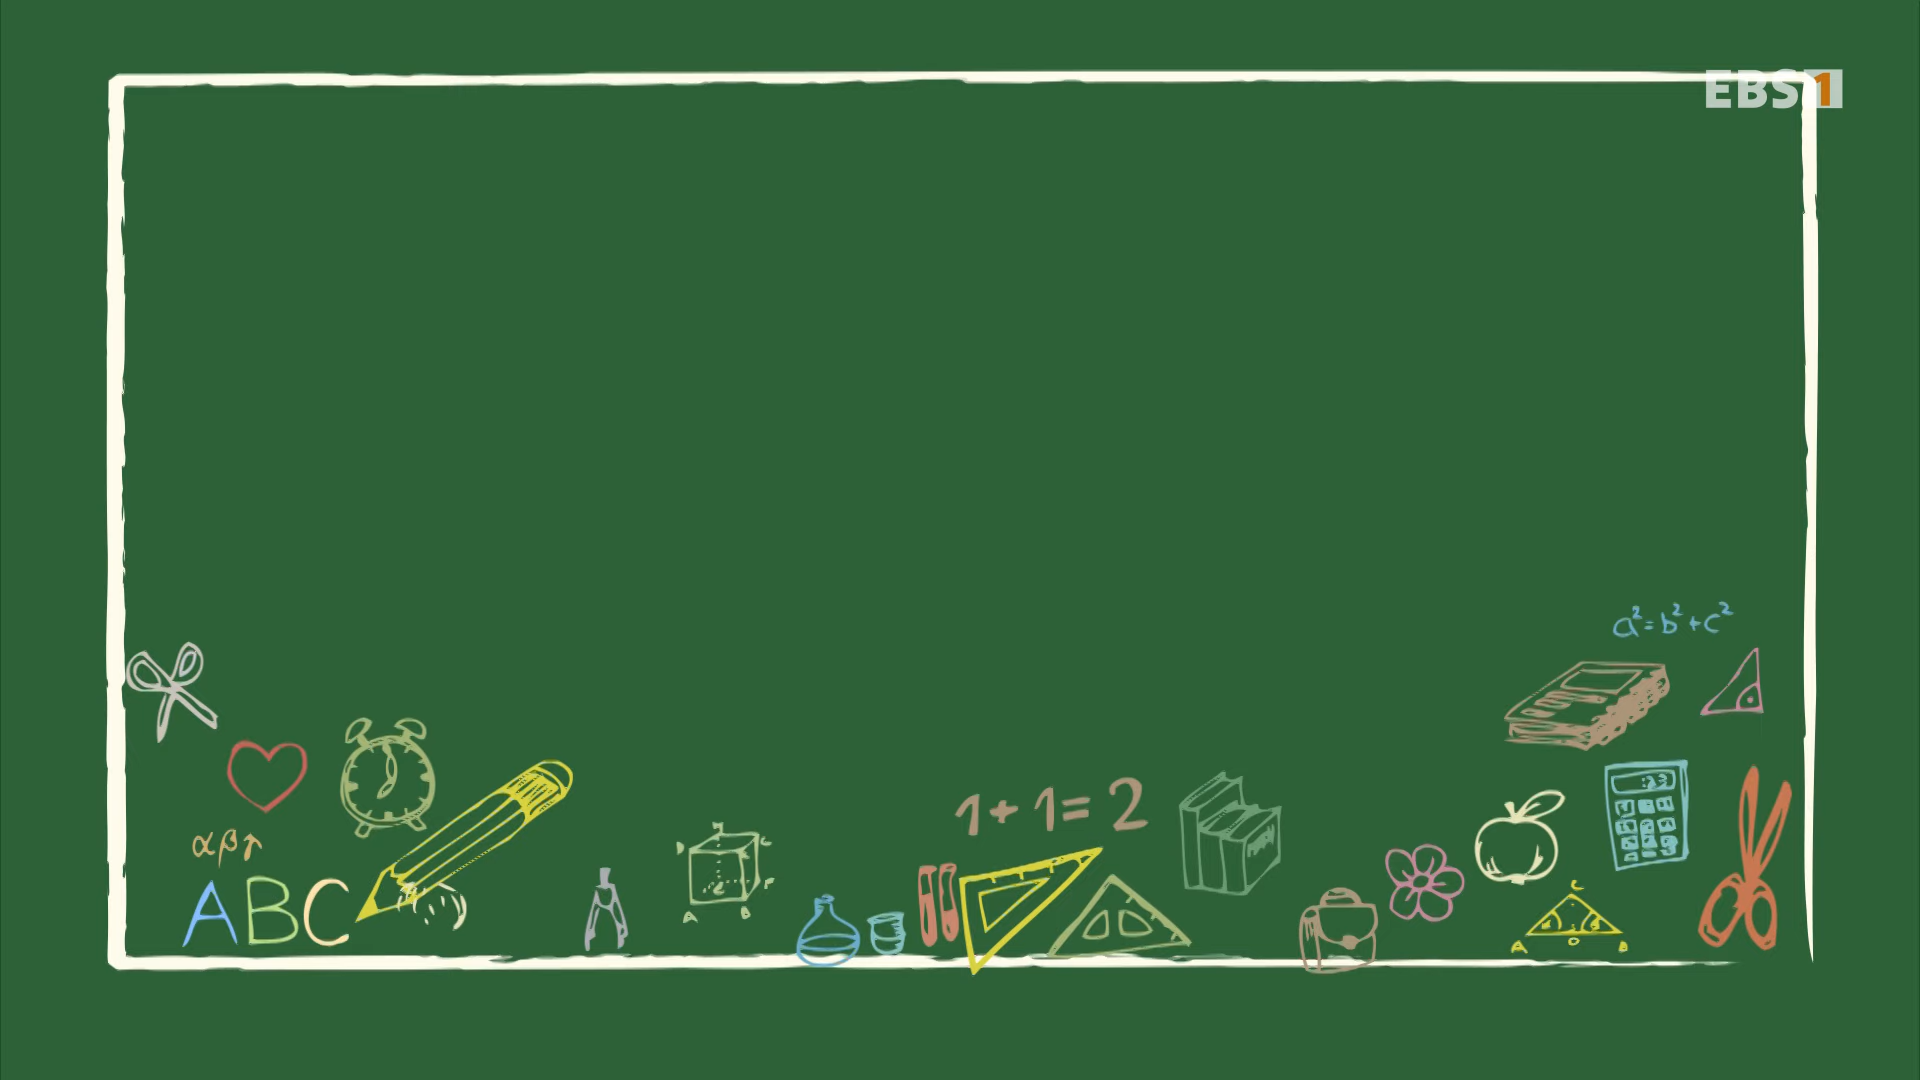 EBS1
a²=b²+c²
1+1=2
αβγ
ABC
C
A O B
A B